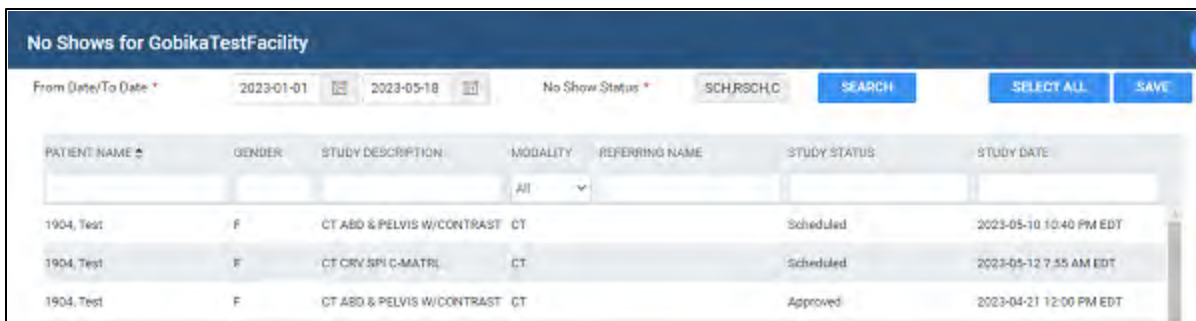 No Shows for GobikaTestFacility
From Date/To Date * 2023-01-01 2023-05-18 No Show Status * SCH,RSCH,C SEARCH SELECT ALL SAVE
PATIENT NAME GENDER STUDY DESCRIPTION MODALITY REFERRING NAME STUDY STATUS STUDY DATE
All
1904, Test F CT ABD & PELVIS W/CONTRAST CT Scheduled 2023-05-10 10:40 PM EDT
1904, Test F CT CRV SPI C-MATRL CT Scheduled 2023-05-12 7:55 AM EDT
1904, Test F CT ABD & PELVIS W/CONTRAST CT Approved 2023-04-21 12:00 PM EDT